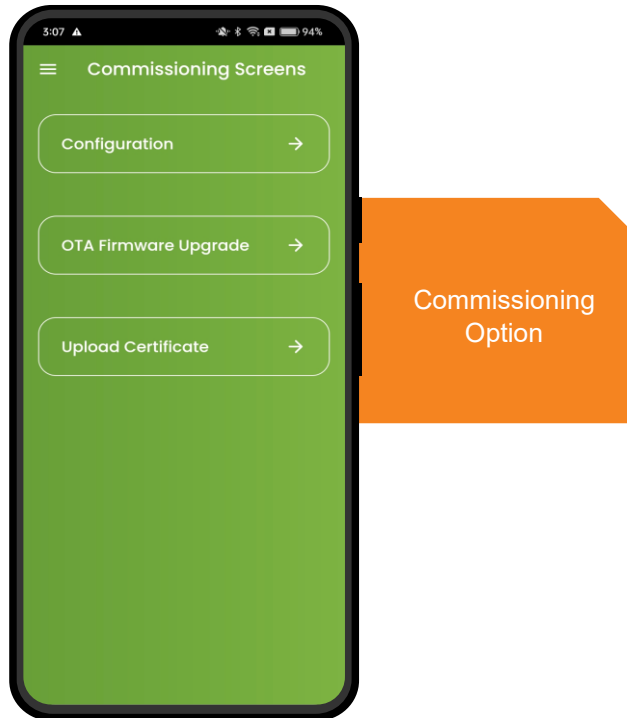 3:07 94%
Commissioning Screens
Configuration
OTA Firmware Upgrade
Upload Certificate
Commissioning
Option